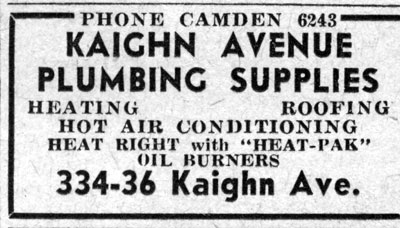 PHONE CAMDEN 6243
KAIGHN AVENUE
PLUMBING SUPPLIES
HEATING ROOFING
HOT AIR CONDITIONING
HEAT RIGHT with "HEAT-PAK"
OIL BURNERS
334-36 Kaighn Ave.